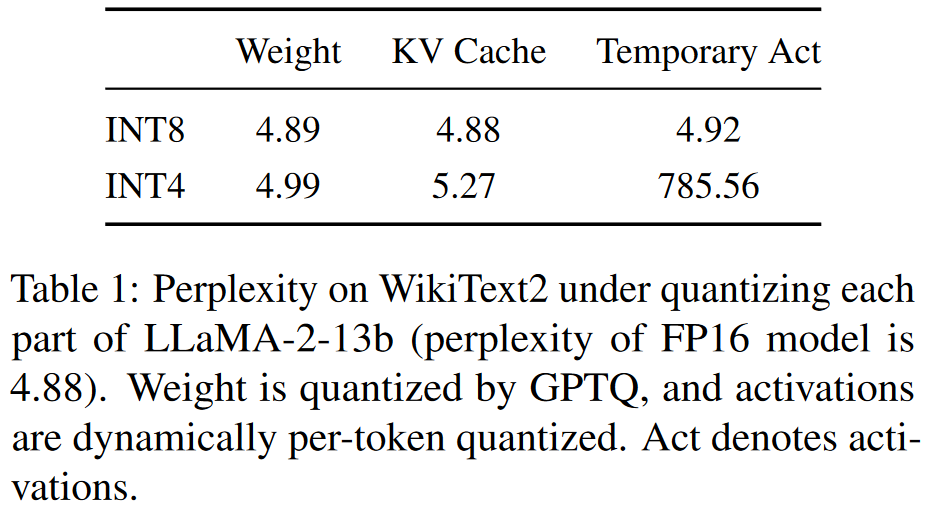 Weight KV Cache Temporary Act
INT8 4.89 4.88 4.92
INT4 4.99 5.27 785.56
Table 1: Perplexity on WikiText2 under quantizing each
part of LLaMA-2-13b (perplexity of FP16 model is
4.88). Weight is quantized by GPTQ, and activations
are dynamically per-token quantized. Act denotes acti-
vations.